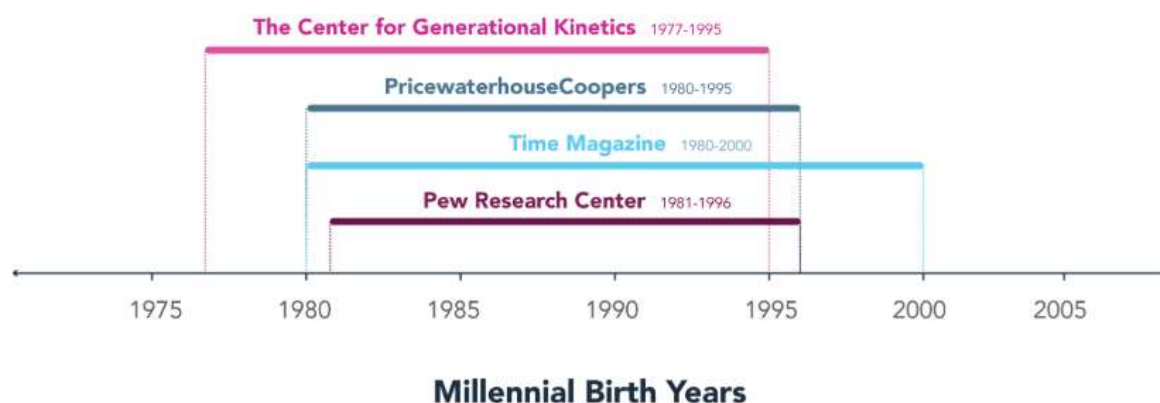 The Center for Generational Kinetics 1977-1995
PricewaterhouseCoopers 1980-1995
Time Magazine 1980-2000
Pew Research Center 1981-1996
1975 1980 1985 1990 1995 2000 2005
Millennial Birth Years